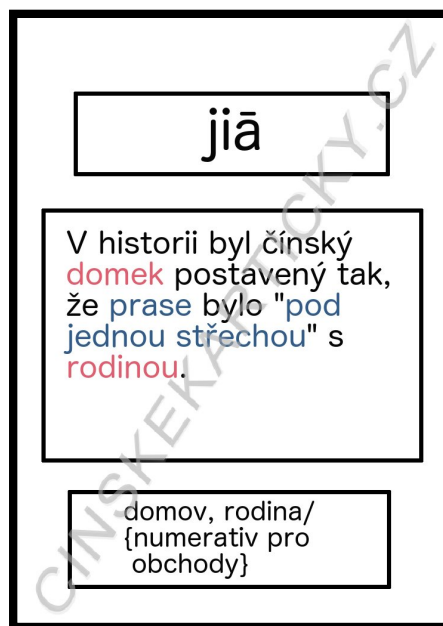 jiā
V historii byl čínský
domek postavený tak,
že prase bylo "pod
jednou střechou" s
rodinou.
domov, rodina/
{numerativ pro
obchody}
CINSKEKARTICKY.CZ